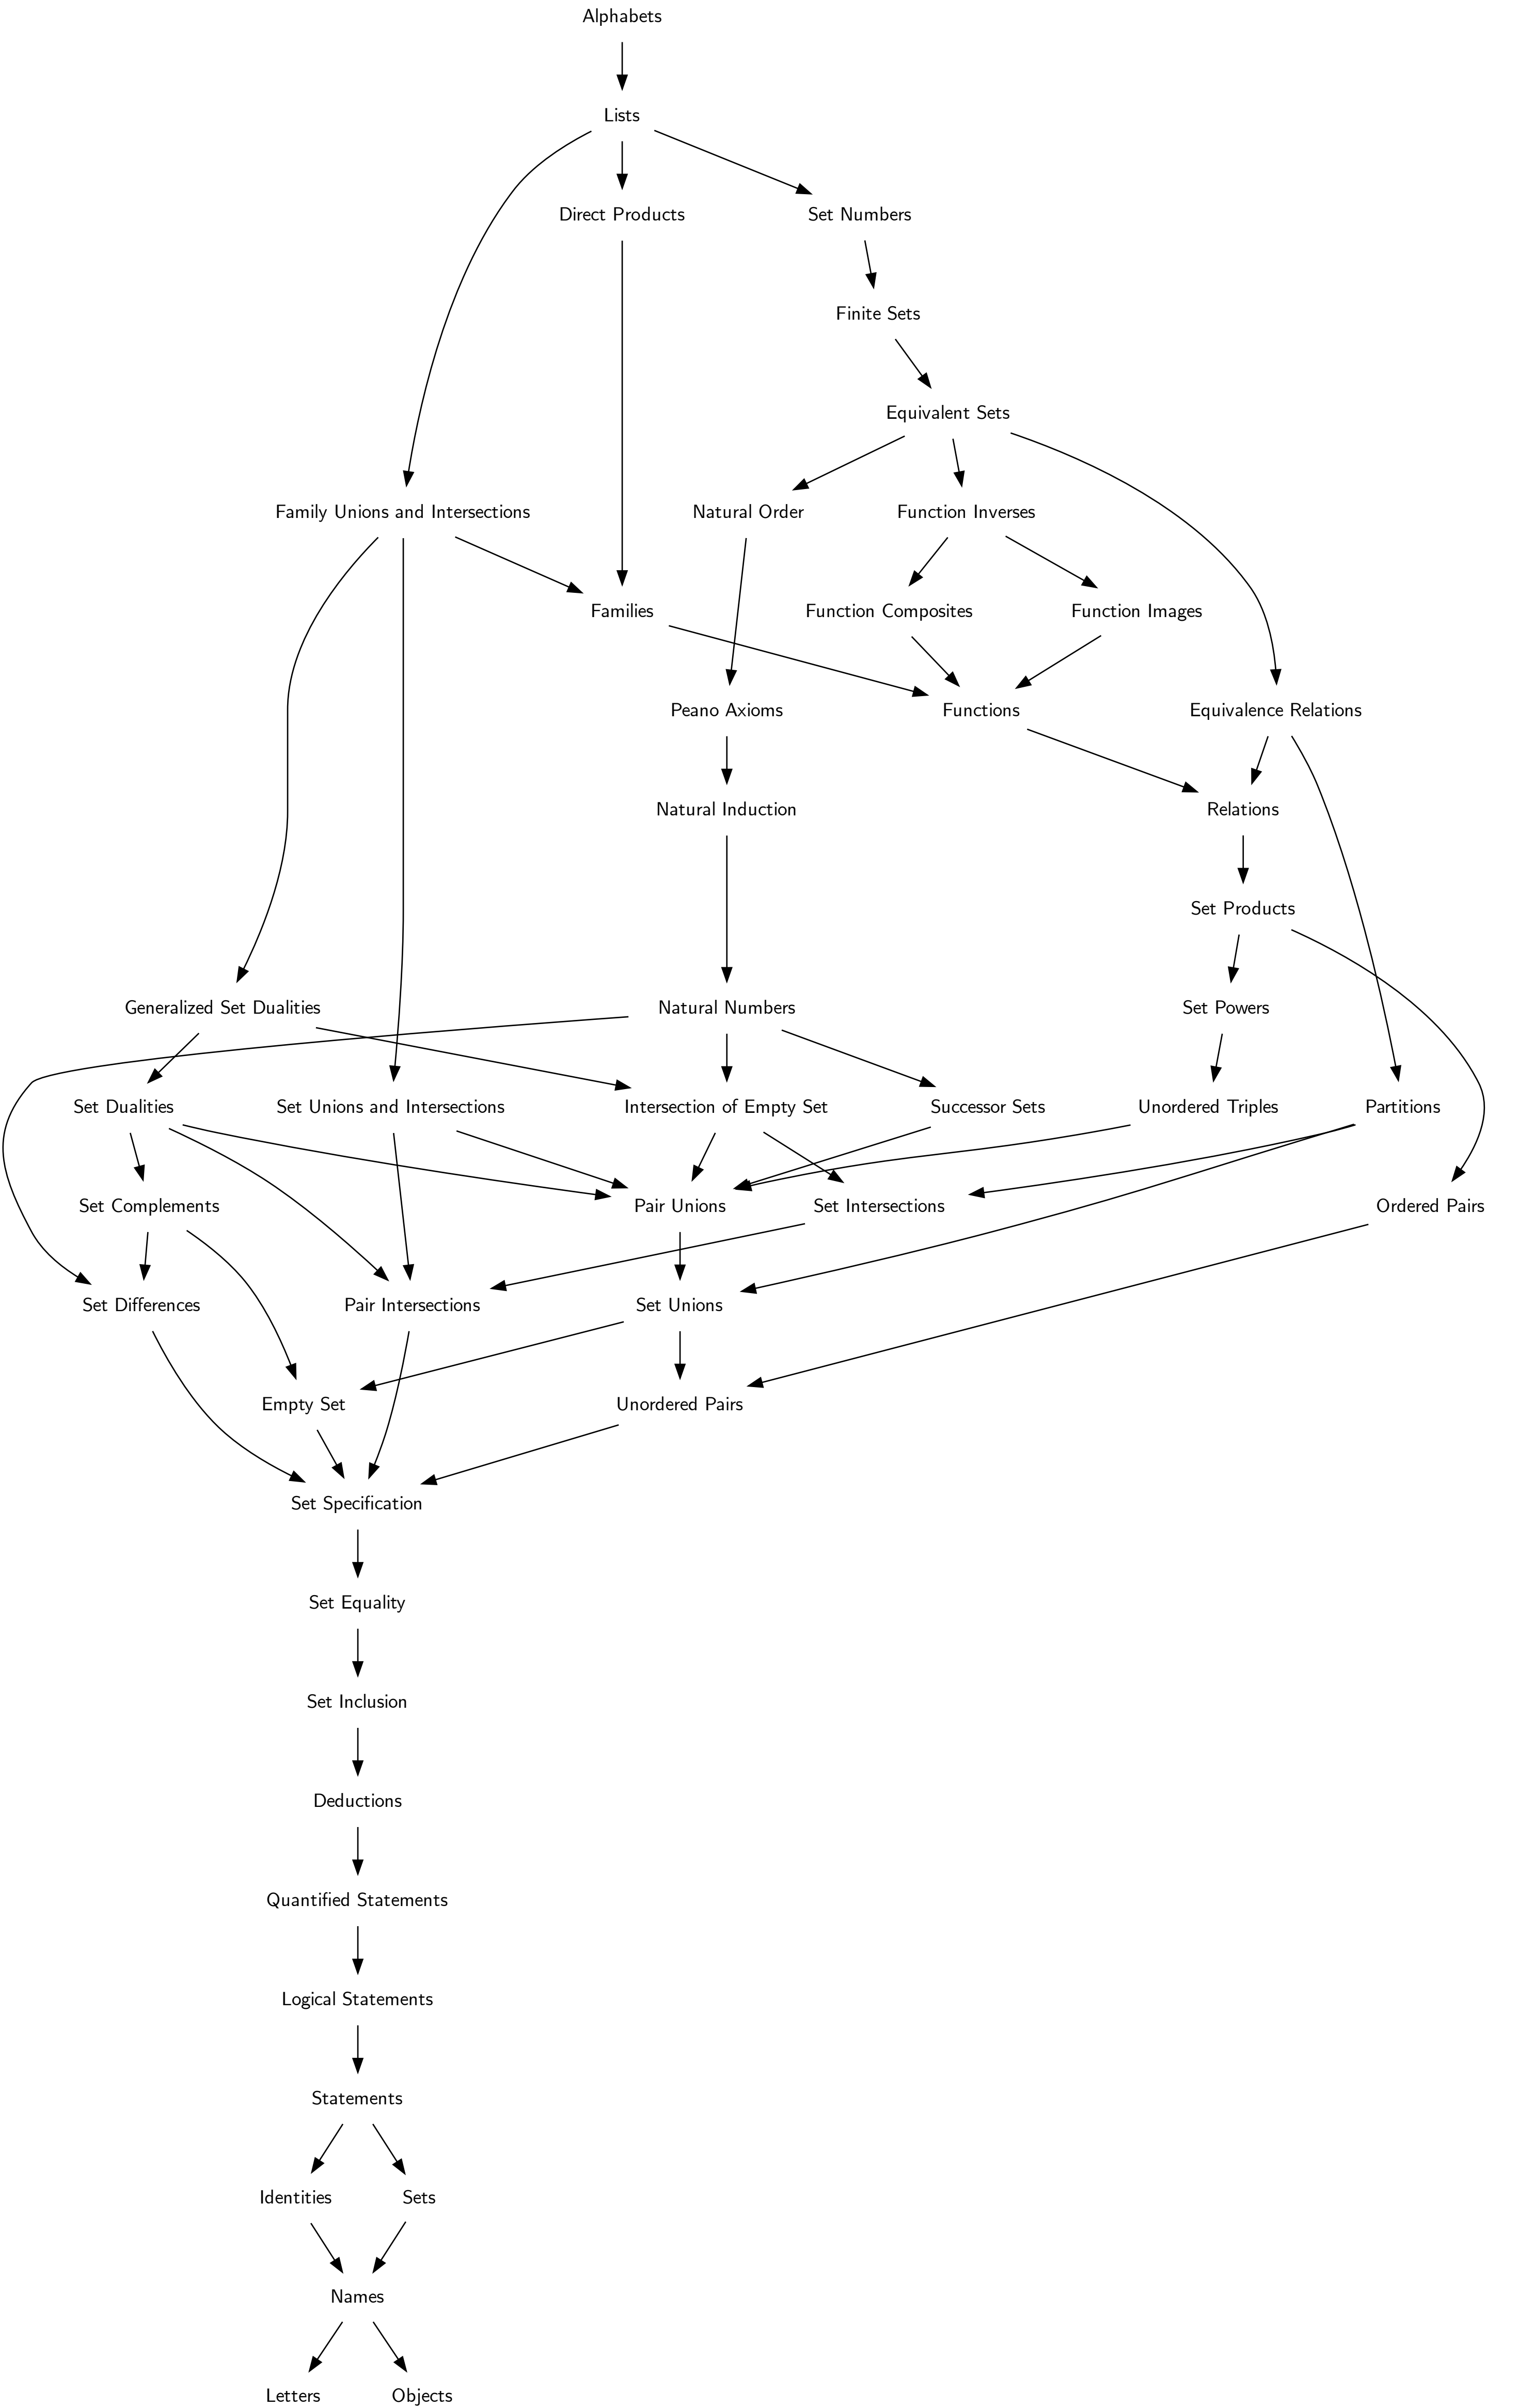 Alphabets
Lists
Direct Products
Set Numbers
Finite Sets
Equivalent Sets
Family Unions and Intersections
Natural Order
Function Inverses
Families
Function Composites
Function Images
Peano Axioms
Functions
Equivalence Relations
Natural Induction
Relations
Set Products
Generalized Set Dualities
Natural Numbers
Set Powers
Set Dualities
Set Unions and Intersections
Intersection of Empty Set
Successor Sets
Unordered Triples
Partitions
Set Complements
Pair Unions
Set Intersections
Ordered Pairs
Set Differences
Pair Intersections
Set Unions
Empty Set
Unordered Pairs
Set Specification
Set Equality
Set Inclusion
Deductions
Quantified Statements
Logical Statements
Statements
Identities
Sets
Names
Letters
Objects